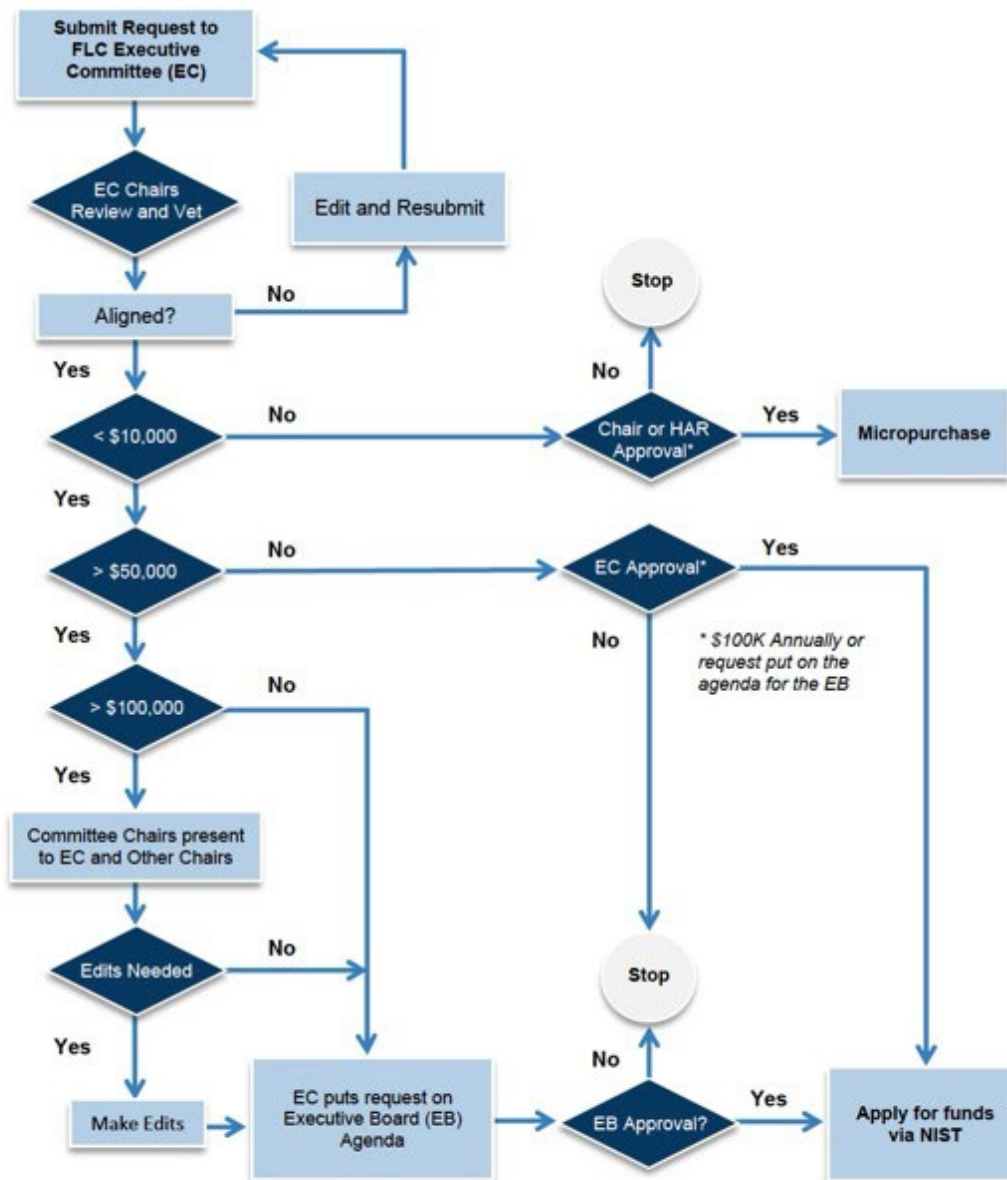 Submit Request to
FLC Executive
Committee (EC)
EC Chairs
Review and Vet
Edit and Resubmit
Aligned?
No
Yes
Stop
No
< $10,000
No
Chair or HAR
Approval*
Yes
Micropurchase
Yes
> $50,000
No
EC Approval*
Yes
Yes
No
* $100K Annually or
request put on the
agenda for the EB
> $100,000
No
Yes
Committee Chairs present
to EC and Other Chairs
Edits Needed
No
Stop
Yes
No
Make Edits
EC puts request on
Executive Board (EB)
Agenda
EB Approval?
Yes
Apply for funds
via NIST